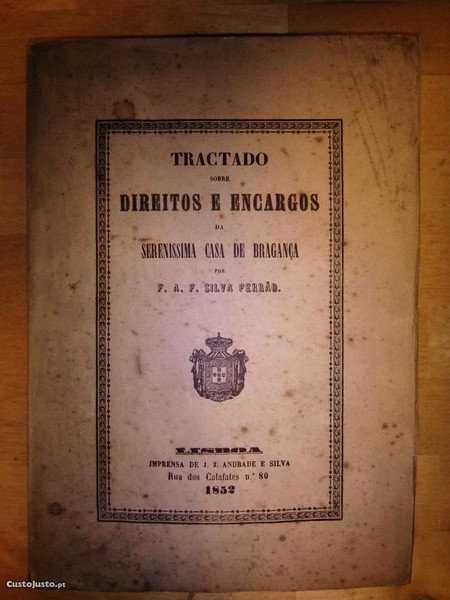 TRACTADO
SOBRE
DIREITOS E ENCARGOS
DA
SERENISSIMA CASA DE BRAGANÇA
POR
F. A. F. SILVA FERRÃO.
LISBOA
IMPRENSA DE J. J. ANDRADE E SILVA
Rua dos Calafates n.º 80
1852
CustoJusto.pt